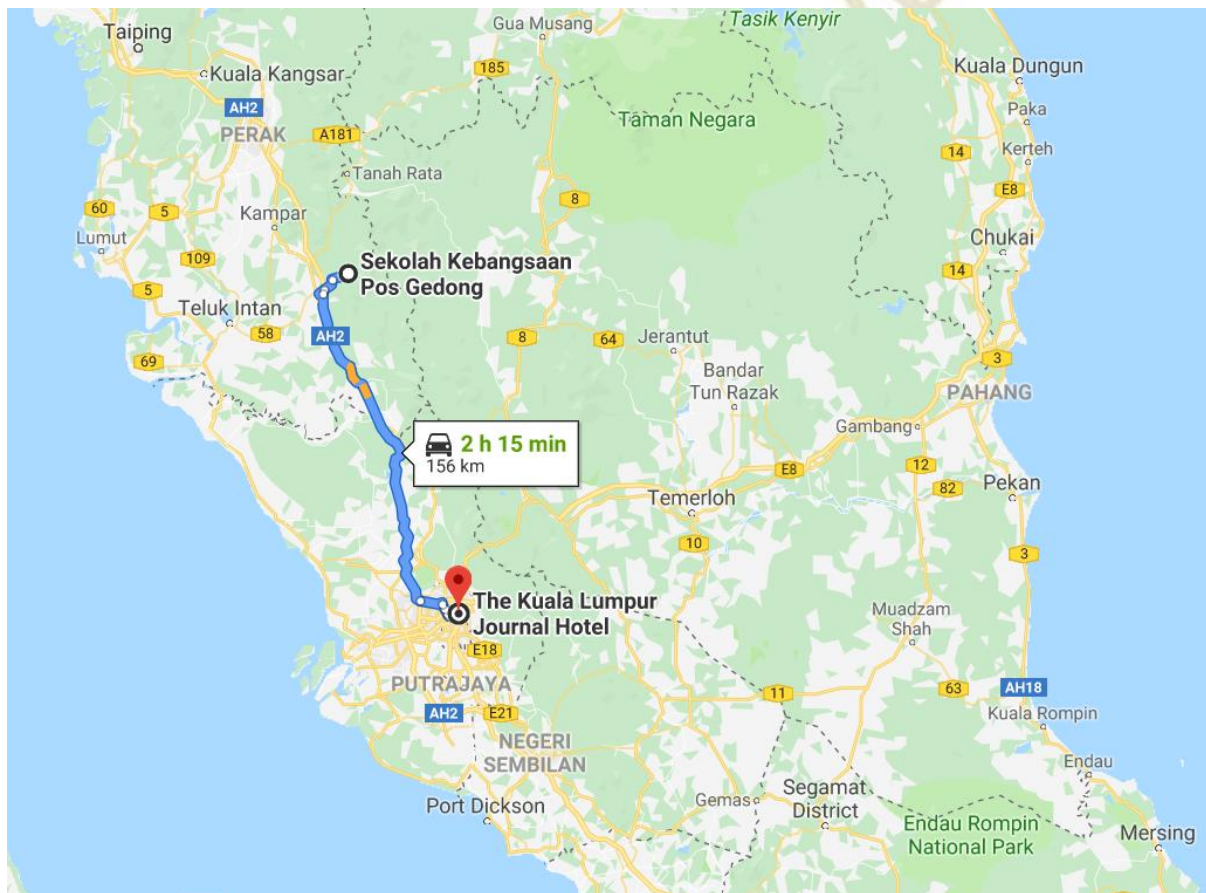 Tasik Kenyir
Gua Musang
Taiping
Kuala Kangsar
185
Kuala Dungun
AH2
Paka
PERAK
A181
Taman Negara
Kerteh
14
Tanah Rata
E8
60
5
8
Kampar
Lumut
Chukai
109
Sekolah Kebangsaan
Pos Gedong
14
5
Teluk Intan
58
AH2
8
64
Jerantut
69
3
Bandar
Tun Razak
PAHANG
2 h 15 min
156 km
Gambang
E8
12
82
Pekan
Temerloh
10
3
The Kuala Lumpur
Journal Hotel
Muadzam
Shah
E18
PUTRAJAYA
11
63
AH18
AH2
E21
Kuala Rompin
NEGERI
SEMBILAN
Endau
Segamat
District
Port Dickson
Gemas
Endau Rompin
National Park
Mersing